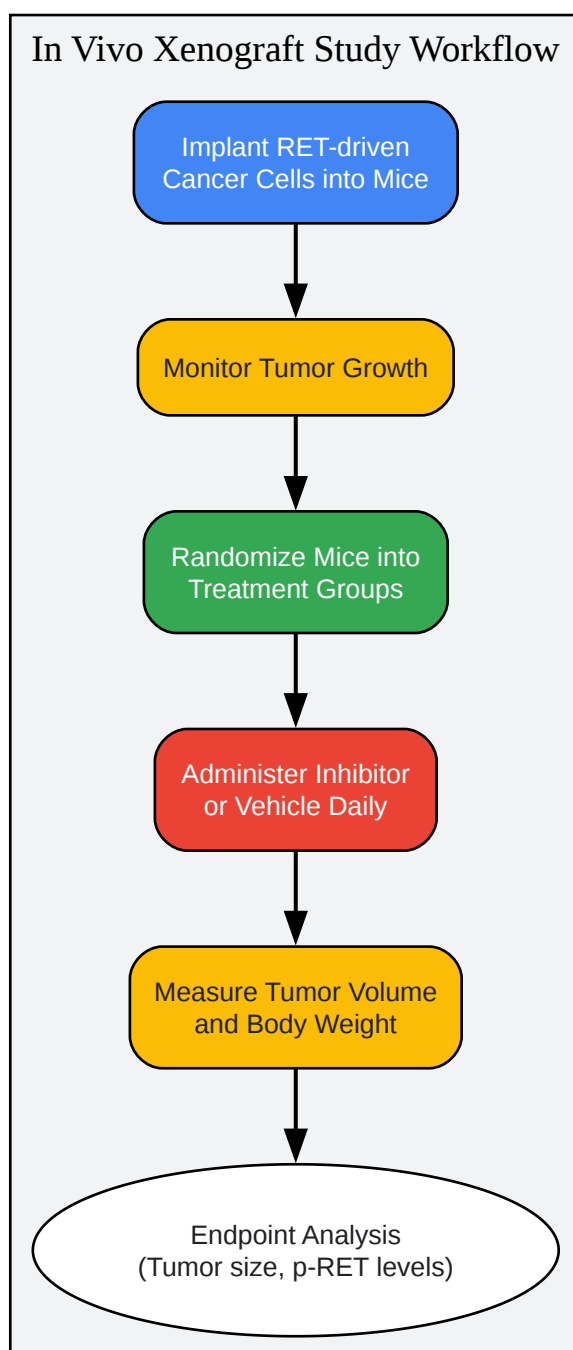 In Vivo Xenograft Study Workflow
Implant RET-driven
Cancer Cells into Mice
Monitor Tumor Growth
Randomize Mice into
Treatment Groups
Administer Inhibitor
or Vehicle Daily
Measure Tumor Volume
and Body Weight
Endpoint Analysis
(Tumor size, p-RET levels)